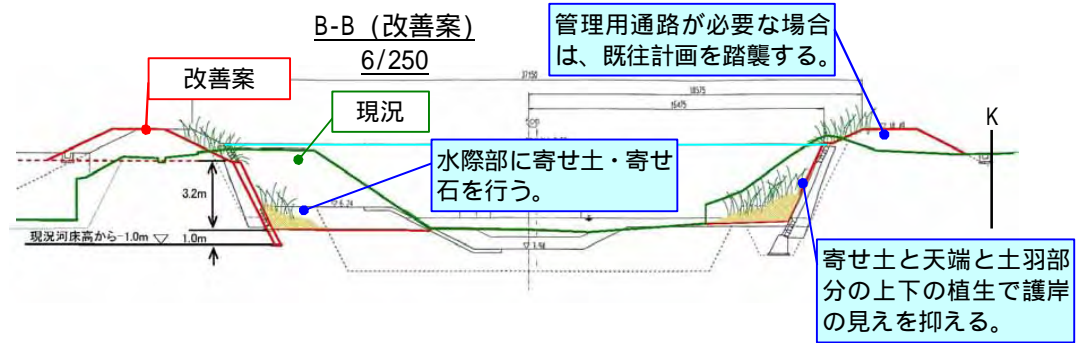 B-B (改善案)
6/250
管理用通路が必要な場合
は、既往計画を踏襲する。
改善案
37150
18575
16475
現況
K
水際部に寄せ土・寄せ
石を行う。
3.2m
現況河床高から-1.0m ▽
1.0m
寄せ土と天端と土羽部
分の上下の植生で護岸
の見えを抑える。